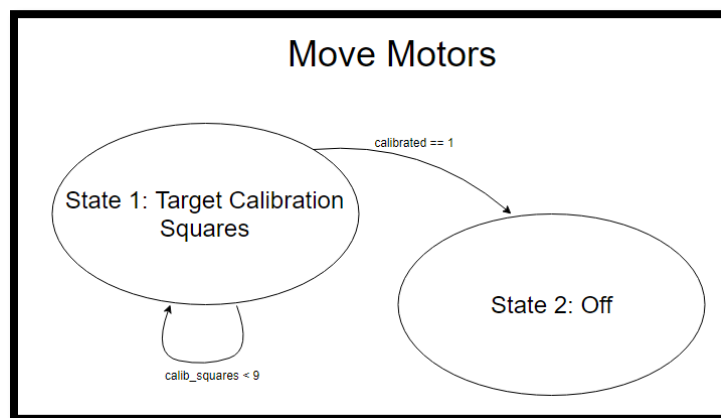 Move Motors
calibrated == 1
State 1: Target Calibration
Squares
State 2: Off
calib_squares < 9